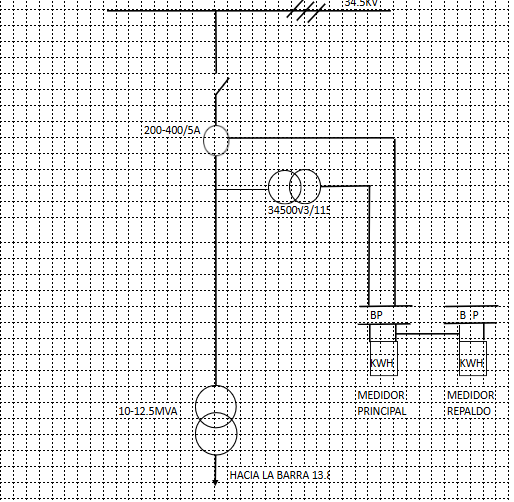 34.5KV
200-400/5A
34500√3/115
BP
B P
KWH
KWH
MEDIDOR
PRINCIPAL
MEDIDOR
REPALDO
10-12.5MVA
HACIA LA BARRA 13.8